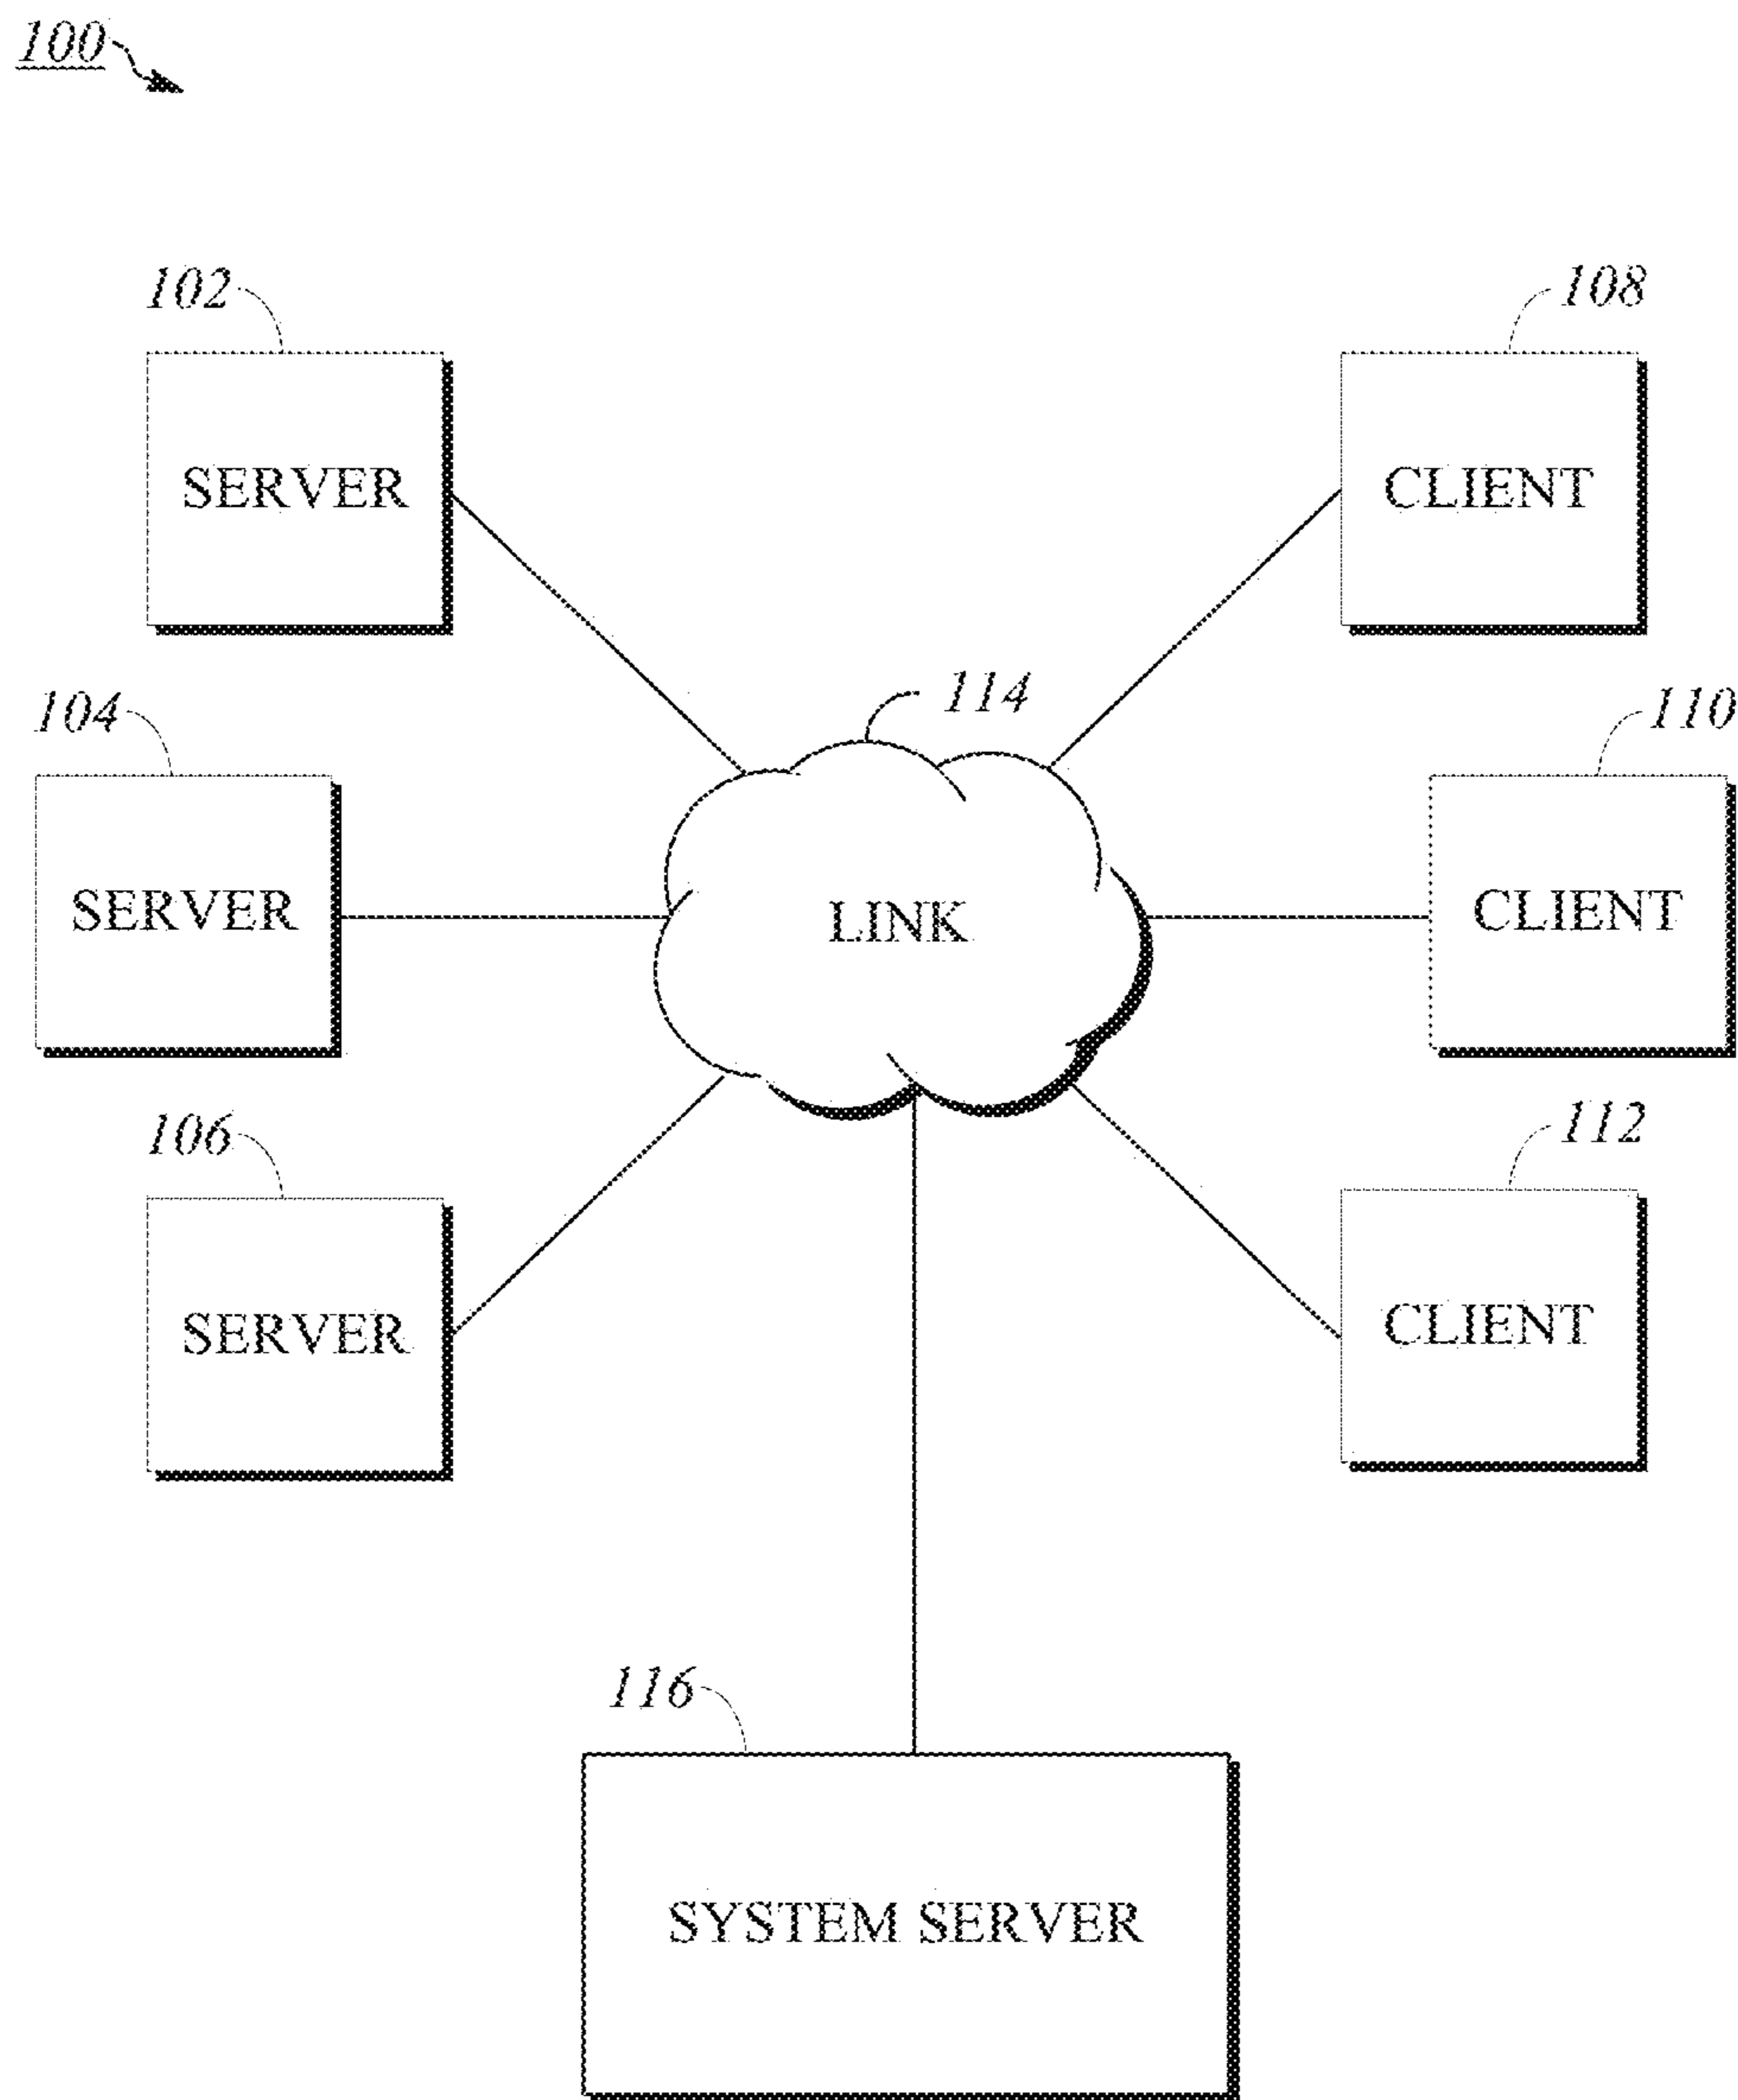 100
102
108
SERVER
CLIENT
114
104
110
SERVER
LINK
CLIENT
106
112
SERVER
CLIENT
116
SYSTEM SERVER